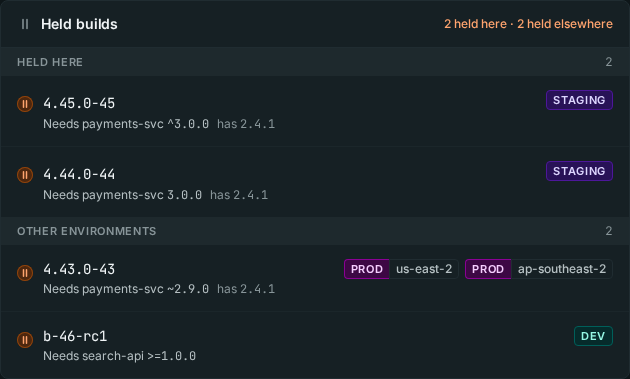 Held builds
2 held here · 2 held elsewhere
HELD HERE 2
4.45.0-45 STAGING
Needs payments-svc ^3.0.0 has 2.4.1
4.44.0-44 STAGING
Needs payments-svc 3.0.0 has 2.4.1
OTHER ENVIRONMENTS 2
4.43.0-43 PROD us-east-2 PROD ap-southeast-2
Needs payments-svc ~2.9.0 has 2.4.1
b-46-rc1 DEV
Needs search-api >=1.0.0